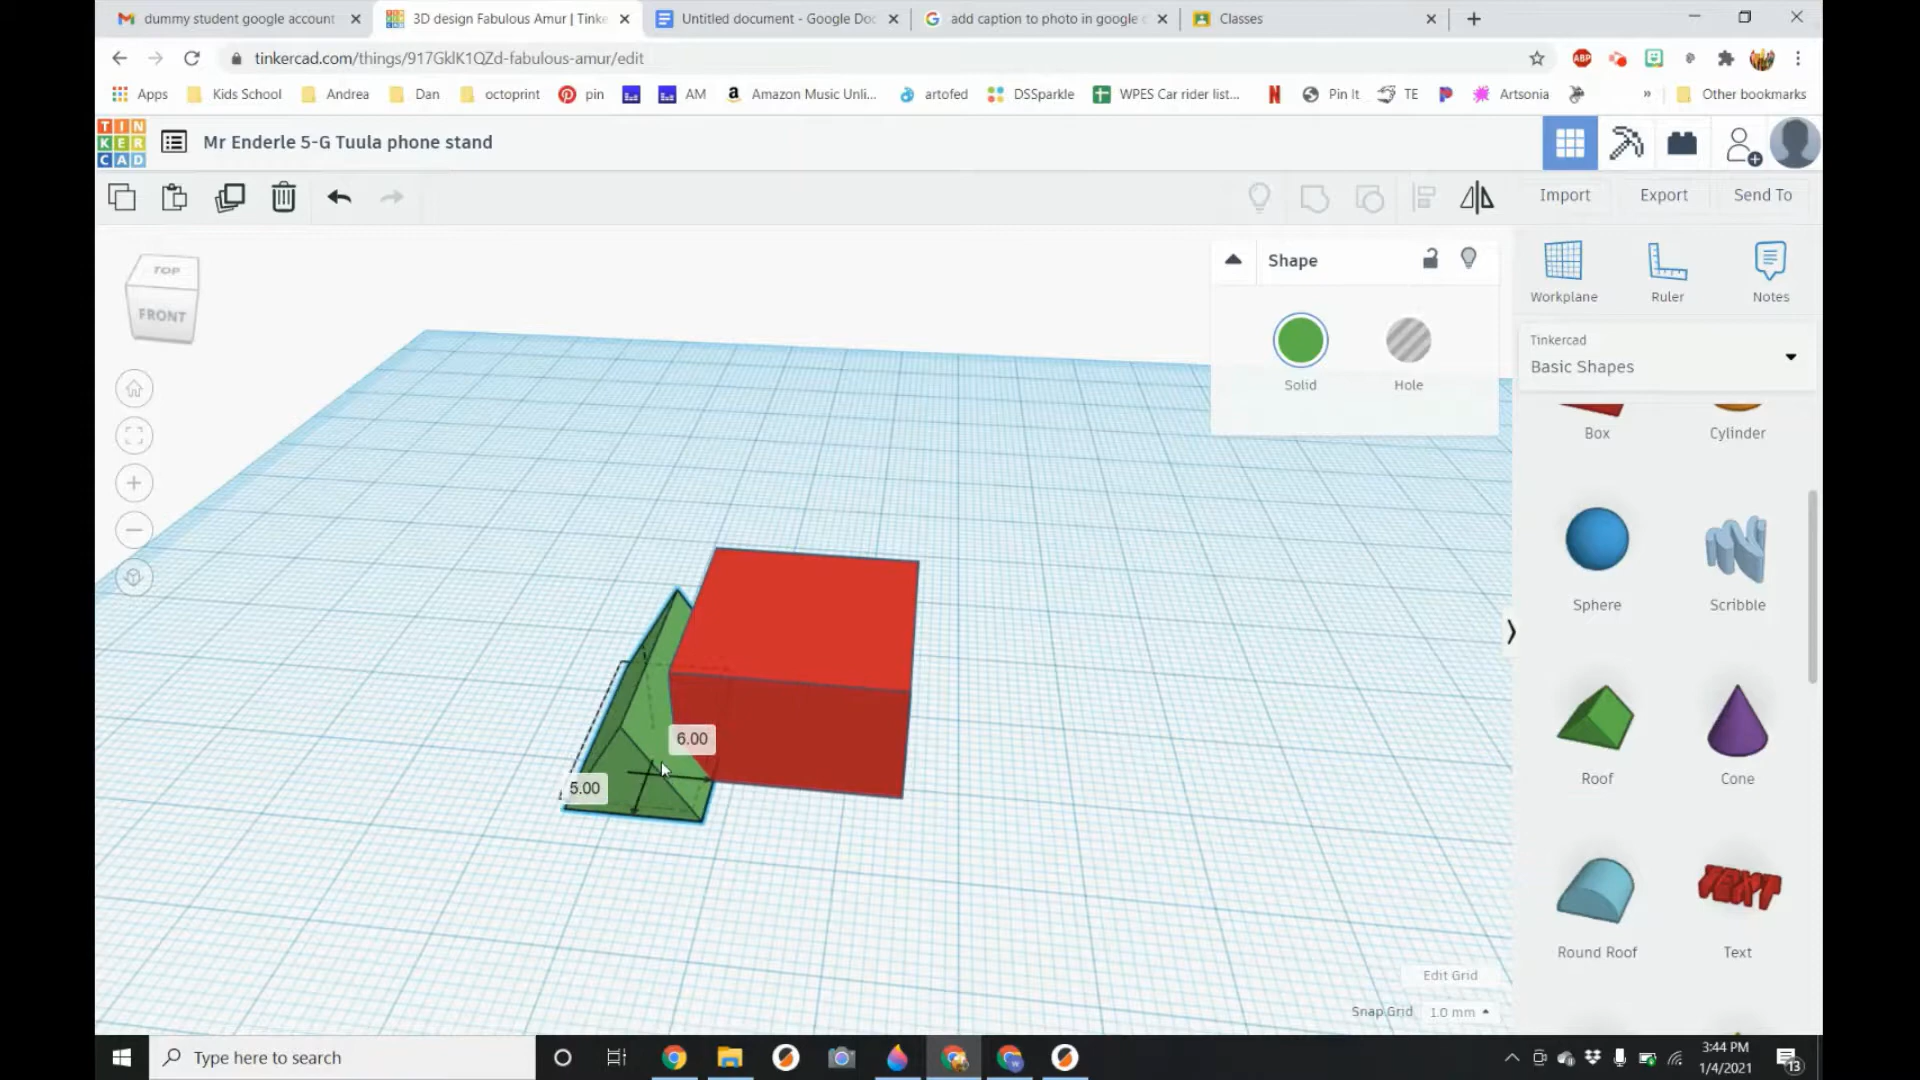 dummy student google account
3D design Fabulous Amur | Tinke
Untitled document - Google Doc
add caption to photo in google
Classes
tinkercad.com/things/917GklK1QZd-fabulous-amur/edit
ABP
Apps
Kids School
Andrea
Dan
octoprint
pin
AM
Amazon Music Unli...
artofed
DSSparkle
WPES Car rider list...
Pin It
TE
Artsonia
»
Other bookmarks
TIN
KER
CAD
Mr Enderle 5-G Tuula phone stand
Import
Export
Send To
TOP
FRONT
Shape
Solid
Hole
Workplane
Ruler
Notes
Tinkercad
Basic Shapes
Box
Cylinder
Sphere
Scribble
Roof
Cone
Round Roof
TEXT
Text
6.00
5.00
Edit Grid
Snap Grid
1.0 mm
Type here to search
3:44 PM
1/4/2021
13